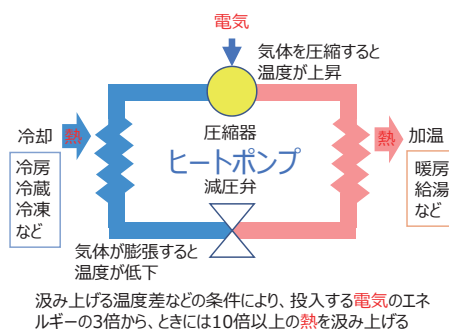 電気
気体を圧縮すると
温度が上昇
冷却
熱
圧縮器
熱
加温
ヒートポンプ
冷房
冷蔵
冷凍
など
減圧弁
暖房
給湯
など
気体が膨張すると
温度が低下
汲み上げる温度差などの条件により、投入する電気のエネ
ルギーの3倍から、ときには10倍以上の熱を汲み上げる